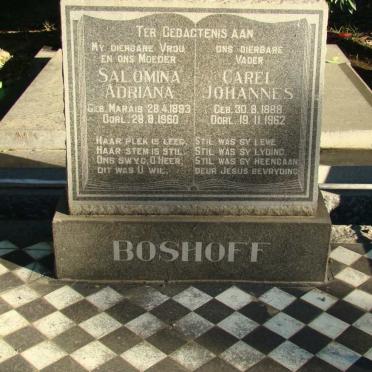 TER GEDAGTENIS AAN
MY DIERBARE VROU
EN ONS MOEDER
SALOMINA
ADRIANA
GEB. MARAIS 28.4.1893
OORL. 28.8.1960
HAAR PLEK IS LEEG,
HAAR STEM IS STIL.
ONS SWYG, O HEER,
DIT WAS U WIL.
ONS DIERBARE
VADER
CAREL
JOHANNES
GEB. 30.8.1888
OORL. 19.11.1962
STIL WAS SY LEWE,
STIL WAS SY LYDING,
STIL WAS SY HEENGAAN,
DEUR JESUS BEVRYDING.
BOSHOFF